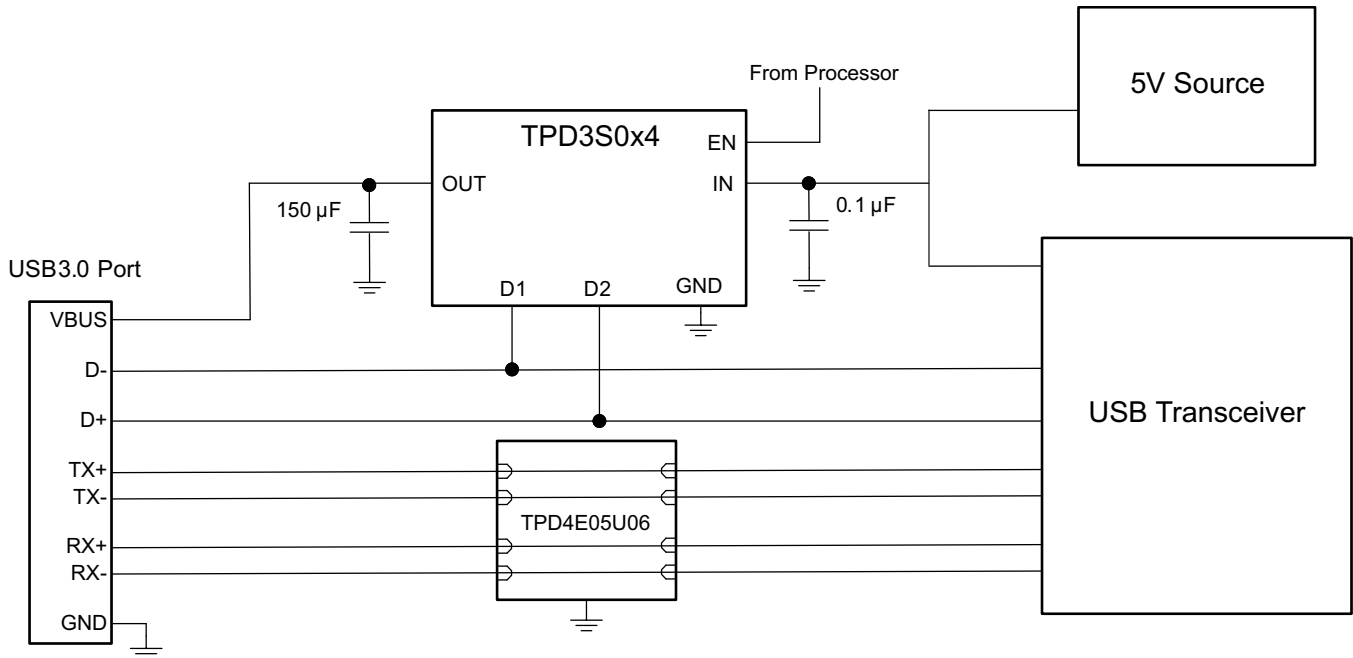 From Processor
5V Source
TPD3S0x4
EN
OUT
IN
150 µF
0.1 µF
USB3.0 Port
D1
D2
GND
VBUS
D-
D+
USB Transceiver
TX+
TX-
TPD4E05U06
RX+
RX-
GND